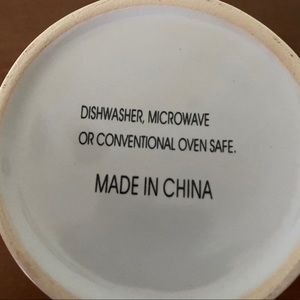 DISHWASHER, MICROWAVE
OR CONVENTIONAL OVEN SAFE.
MADE IN CHINA